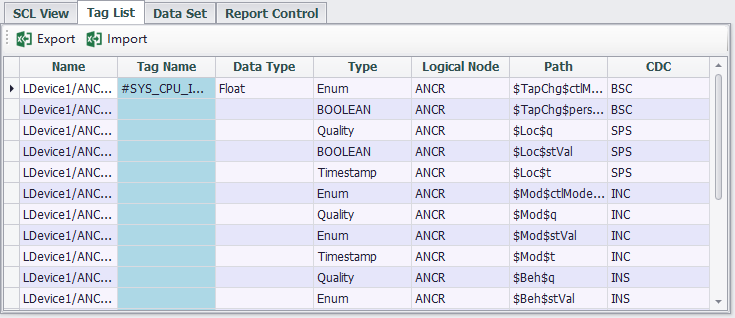 SCL View Tag List Data Set Report Control
Export Import
Name Tag Name Data Type Type Logical Node Path CDC
LDevice1/ANC... #SYS_CPU_I... Float Enum ANCR $TapChg$ctlM... BSC
LDevice1/ANC... BOOLEAN ANCR $TapChg$pers... BSC
LDevice1/ANC... Quality ANCR $Loc$q SPS
LDevice1/ANC... BOOLEAN ANCR $Loc$stVal SPS
LDevice1/ANC... Timestamp ANCR $Loc$t SPS
LDevice1/ANC... Enum ANCR $Mod$ctlMode... INC
LDevice1/ANC... Quality ANCR $Mod$q INC
LDevice1/ANC... Enum ANCR $Mod$stVal INC
LDevice1/ANC... Timestamp ANCR $Mod$t INC
LDevice1/ANC... Quality ANCR $Beh$q INS
LDevice1/ANC... Enum ANCR $Beh$stVal INS